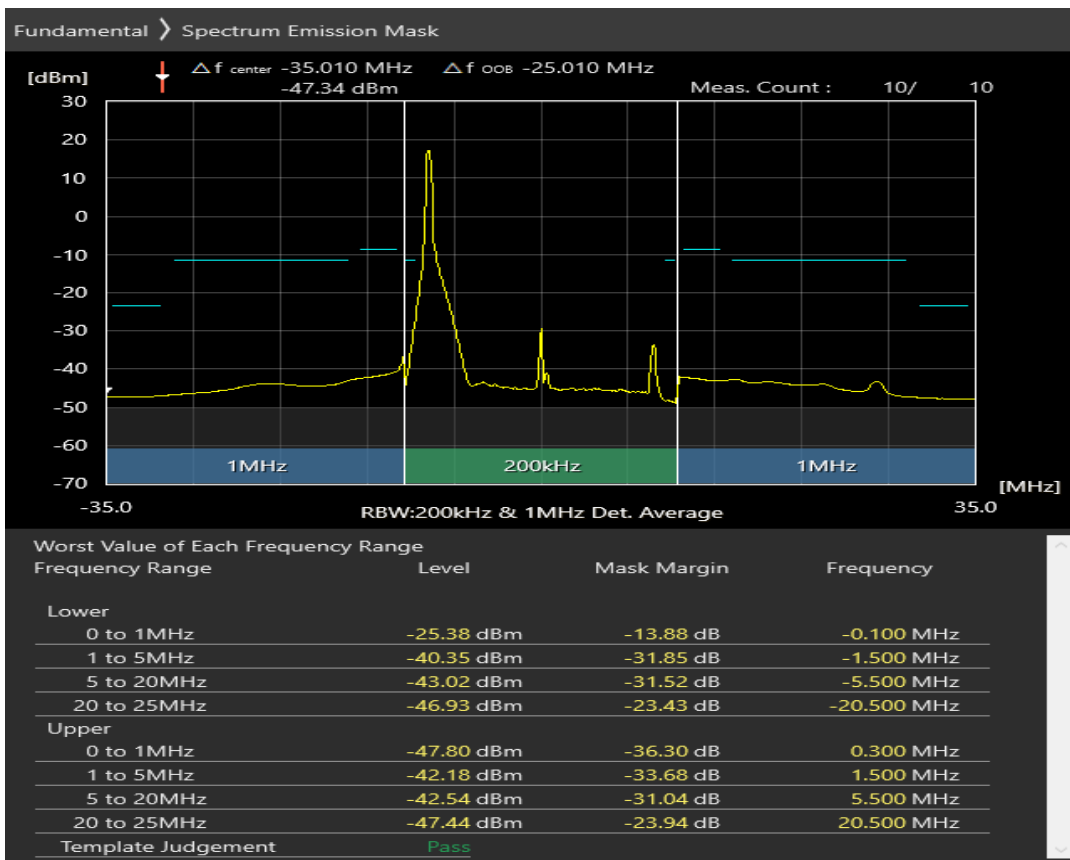 Fundamental 〉 Spectrum Emission Mask
△f center -35.010 MHz △f OOB -25.010 MHz
[dBm]
-47.34 dBm
Meas. Count : 10/ 10
30
20
10
0
-10
-20
-30
-40
-50
-60
1MHz 200kHz 1MHz
-70
[MHz]
-35.0 35.0
RBW:200kHz & 1MHz Det. Average
Worst Value of Each Frequency Range
Frequency Range Level Mask Margin Frequency
Lower
0 to 1MHz -25.38 dBm -13.88 dB -0.100 MHz
1 to 5MHz -40.35 dBm -31.85 dB -1.500 MHz
5 to 20MHz -43.02 dBm -31.52 dB -5.500 MHz
20 to 25MHz -46.93 dBm -23.43 dB -20.500 MHz
Upper
0 to 1MHz -47.80 dBm -36.30 dB 0.300 MHz
1 to 5MHz -42.18 dBm -33.68 dB 1.500 MHz
5 to 20MHz -42.54 dBm -31.04 dB 5.500 MHz
20 to 25MHz -47.44 dBm -23.94 dB 20.500 MHz
Template Judgement Pass